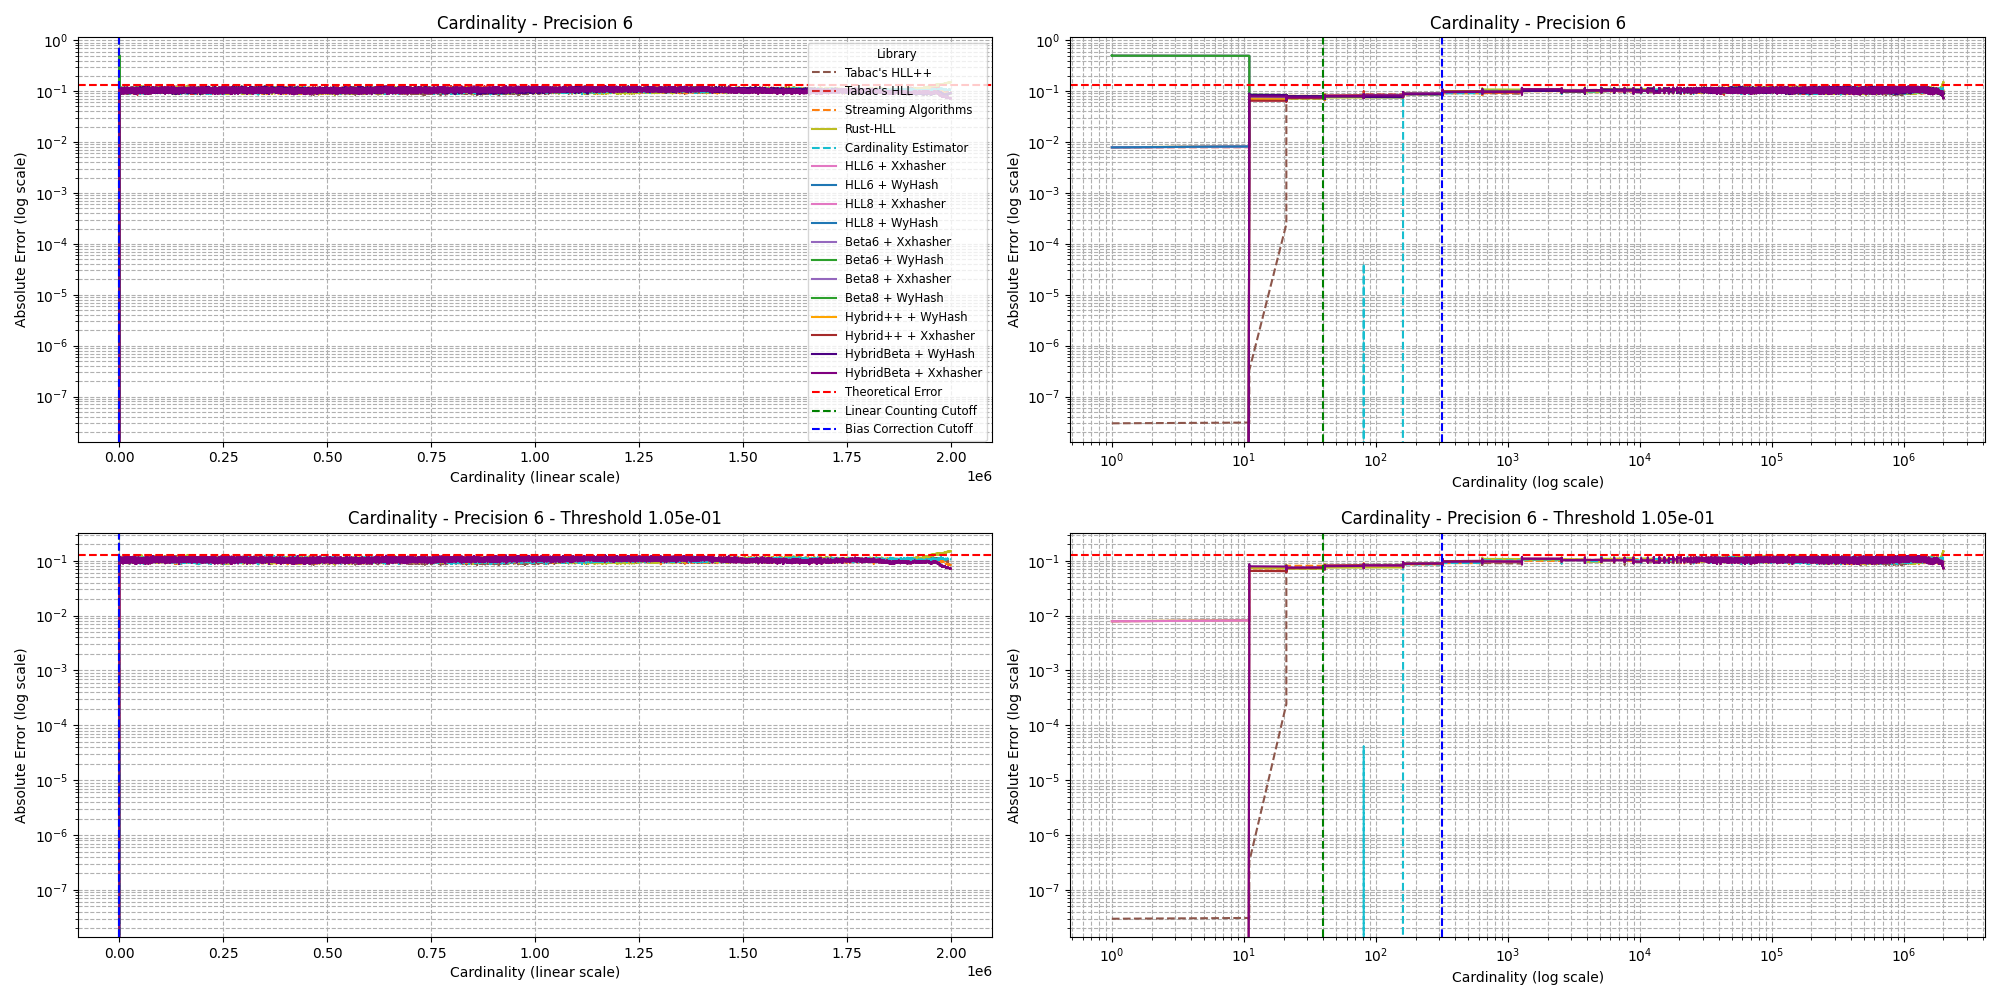 Cardinality - Precision 6
Absolute Error (log scale)
10^0
10^-1
10^-2
10^-3
10^-4
10^-5
10^-6
10^-7
Library
Tabac's HLL++
Tabac's HLL
Streaming Algorithms
Rust-HLL
Cardinality Estimator
HLL6 + Xxhasher
HLL6 + WyHash
HLL8 + Xxhasher
HLL8 + WyHash
Beta6 + Xxhasher
Beta6 + WyHash
Beta8 + Xxhasher
Beta8 + WyHash
Hybrid++ + WyHash
Hybrid++ + Xxhasher
HybridBeta + WyHash
HybridBeta + Xxhasher
Theoretical Error
Linear Counting Cutoff
Bias Correction Cutoff
0.00 0.25 0.50 0.75 1.00 1.25 1.50 1.75 2.00
1e6
Cardinality (linear scale)
Cardinality - Precision 6
Absolute Error (log scale)
10^0
10^-1
10^-2
10^-3
10^-4
10^-5
10^-6
10^-7
10^0 10^1 10^2 10^3 10^4 10^5 10^6
Cardinality (log scale)
Cardinality - Precision 6 - Threshold 1.05e-01
Absolute Error (log scale)
10^-1
10^-2
10^-3
10^-4
10^-5
10^-6
10^-7
0.00 0.25 0.50 0.75 1.00 1.25 1.50 1.75 2.00
1e6
Cardinality (linear scale)
Cardinality - Precision 6 - Threshold 1.05e-01
Absolute Error (log scale)
10^-1
10^-2
10^-3
10^-4
10^-5
10^-6
10^-7
10^0 10^1 10^2 10^3 10^4 10^5 10^6
Cardinality (log scale)